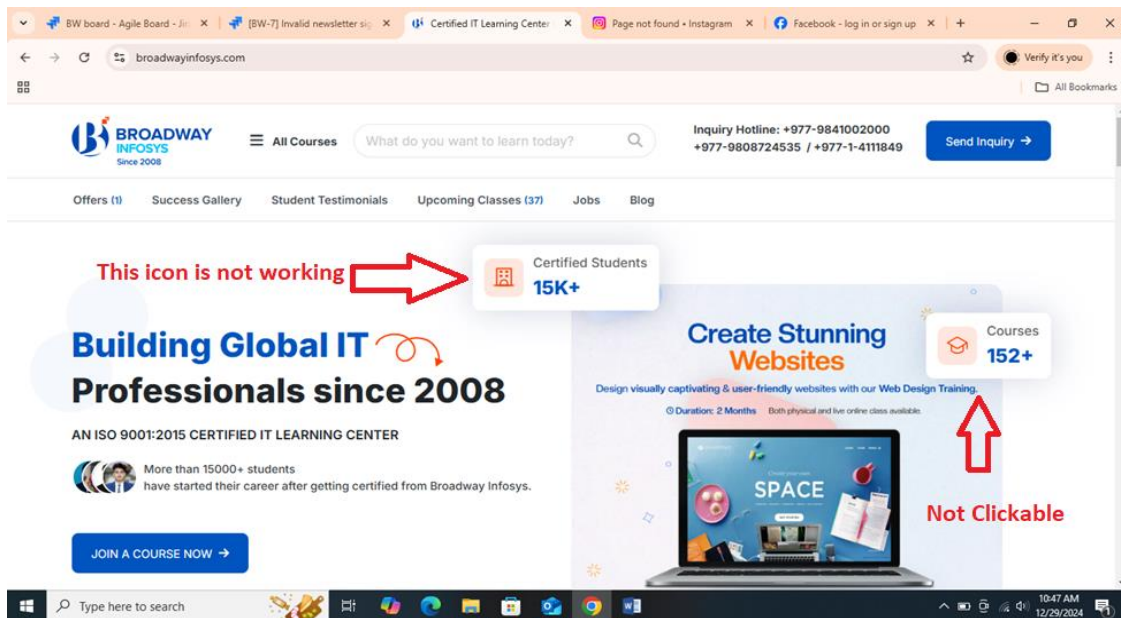 BW board - Agile Board - Jir
[BW-7] Invalid newsletter sig
Certified IT Learning Center
Page not found • Instagram
Facebook - log in or sign up
broadwayinfosys.com
Verify it's you
All Bookmarks
BROADWAY
INFOSYS
Since 2008
All Courses
What do you want to learn today?
Inquiry Hotline: +977-9841002000
+977-9808724535 / +977-1-4111849
Send Inquiry →
Offers (1) Success Gallery Student Testimonials Upcoming Classes (37) Jobs Blog
This icon is not working
Certified Students
15K+
Building Global IT
Professionals since 2008
AN ISO 9001:2015 CERTIFIED IT LEARNING CENTER
More than 15000+ students
have started their career after getting certified from Broadway Infosys.
JOIN A COURSE NOW →
Create Stunning
Websites
Design visually captivating & user-friendly websites with our Web Design Training.
Duration: 2 Months Both physical and live online class available.
Courses
152+
SPACE
Not Clickable
Type here to search
10:47 AM
12/29/2024